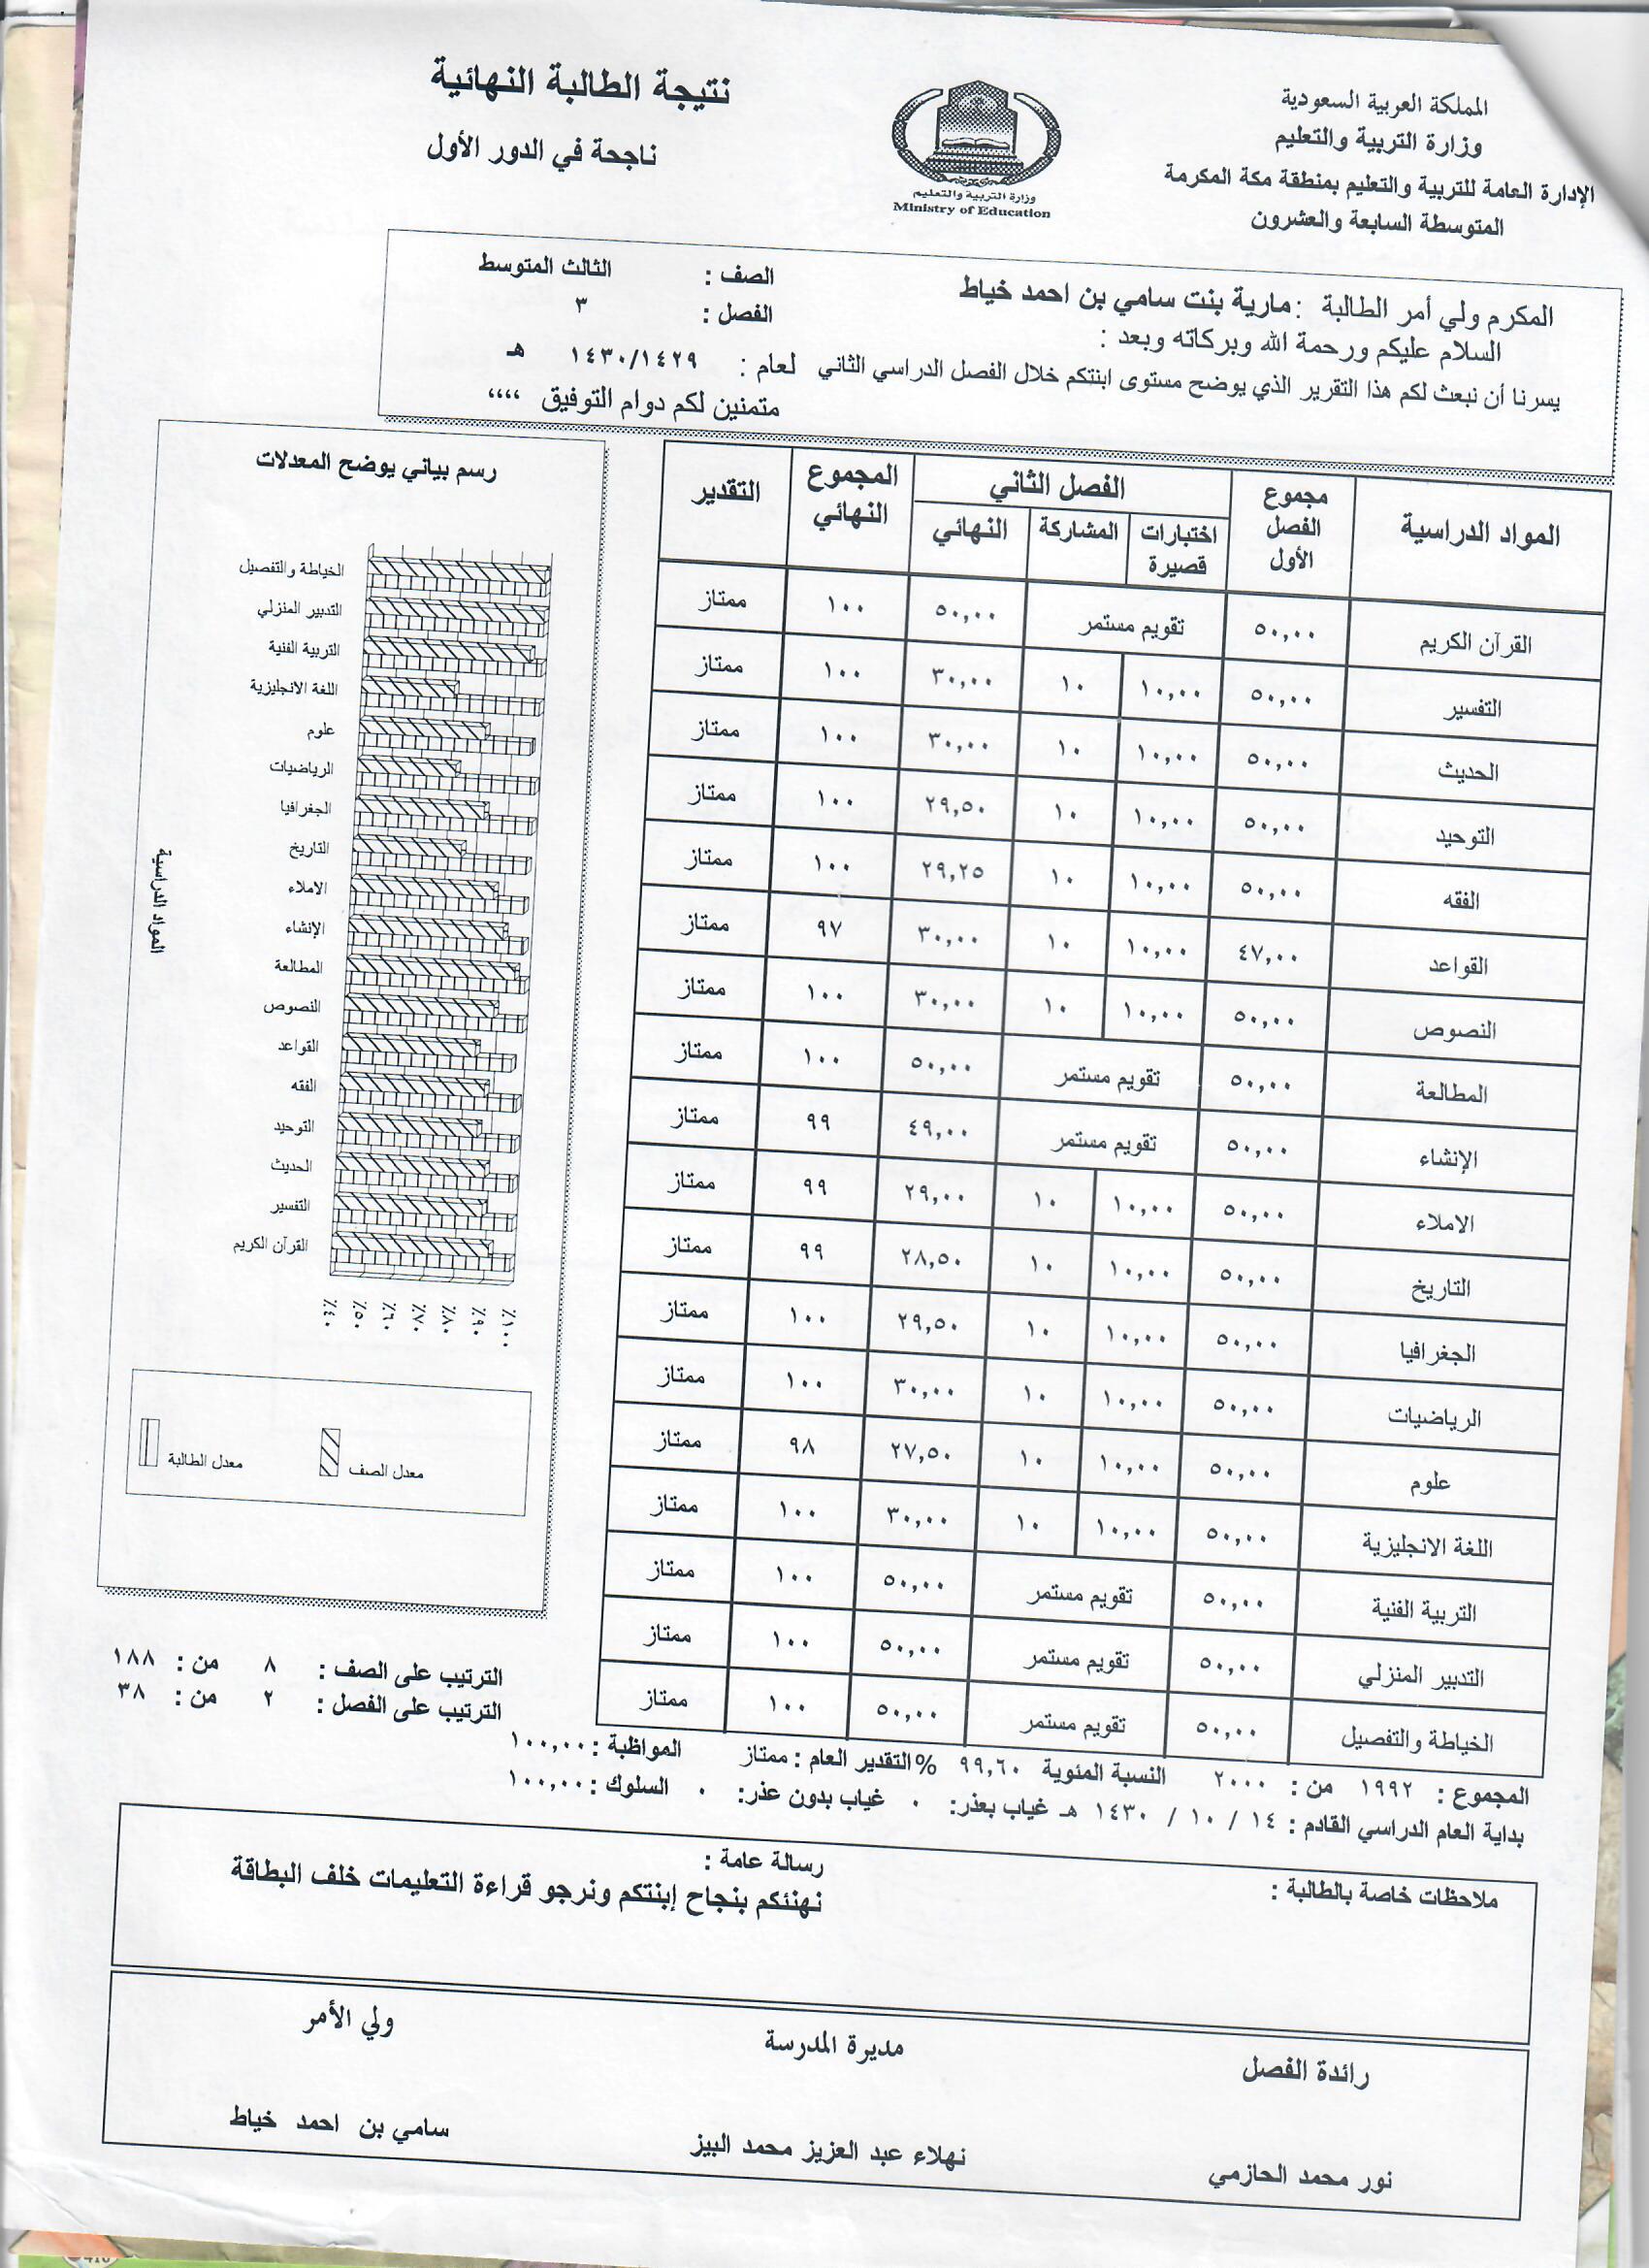 المملكة العربية السعودية
وزارة التربية والتعليم
الإدارة العامة للتربية والتعليم بمنطقة مكة المكرمة
المتوسطة السابعة والعشرون
وزارة التربية والتعليم
Ministry of Education
نتيجة الطالبة النهائية
ناجحة في الدور الأول
المكرم ولي أمر الطالبة : مارية بنت سامي بن احمد خياط الصف : الثالث المتوسط
السلام عليكم ورحمة الله وبركاته وبعد : الفصل : ٣
يسرنا أن نبعث لكم هذا التقرير الذي يوضح مستوى ابنتكم خلال الفصل الدراسي الثاني لعام : ١٤٣٠/١٤٢٩ هـ
متمنين لكم دوام التوفيق ،،،،
المواد الدراسية مجموع الفصل الأول الفصل الثاني المجموع النهائي التقدير
اختبارات قصيرة المشاركة النهائي
القرآن الكريم ٥٠,٠٠ تقويم مستمر ٥٠,٠٠ ١٠٠ ممتاز
التفسير ٥٠,٠٠ ١٠,٠٠ ١٠ ٣٠,٠٠ ١٠٠ ممتاز
الحديث ٥٠,٠٠ ١٠,٠٠ ١٠ ٣٠,٠٠ ١٠٠ ممتاز
التوحيد ٥٠,٠٠ ١٠,٠٠ ١٠ ٢٩,٥٠ ١٠٠ ممتاز
الفقه ٥٠,٠٠ ١٠,٠٠ ١٠ ٢٩,٢٥ ١٠٠ ممتاز
القواعد ٤٧,٠٠ ١٠,٠٠ ١٠ ٣٠,٠٠ ٩٧ ممتاز
النصوص ٥٠,٠٠ ١٠,٠٠ ١٠ ٣٠,٠٠ ١٠٠ ممتاز
المطالعة ٥٠,٠٠ تقويم مستمر ٥٠,٠٠ ١٠٠ ممتاز
الإنشاء ٥٠,٠٠ تقويم مستمر ٤٩,٠٠ ٩٩ ممتاز
الاملاء ٥٠,٠٠ ١٠,٠٠ ١٠ ٢٩,٠٠ ٩٩ ممتاز
التاريخ ٥٠,٠٠ ١٠,٠٠ ١٠ ٢٨,٥٠ ٩٩ ممتاز
الجغرافيا ٥٠,٠٠ ١٠,٠٠ ١٠ ٢٩,٥٠ ١٠٠ ممتاز
الرياضيات ٥٠,٠٠ ١٠,٠٠ ١٠ ٣٠,٠٠ ١٠٠ ممتاز
علوم ٥٠,٠٠ ١٠,٠٠ ١٠ ٢٧,٥٠ ٩٨ ممتاز
اللغة الانجليزية ٥٠,٠٠ ١٠,٠٠ ١٠ ٣٠,٠٠ ١٠٠ ممتاز
التربية الفنية ٥٠,٠٠ تقويم مستمر ٥٠,٠٠ ١٠٠ ممتاز
التدبير المنزلي ٥٠,٠٠ تقويم مستمر ٥٠,٠٠ ١٠٠ ممتاز
الخياطة والتفصيل ٥٠,٠٠ تقويم مستمر ٥٠,٠٠ ١٠٠ ممتاز
رسم بياني يوضح المعدلات
الخياطة والتفصيل
التدبير المنزلي
التربية الفنية
اللغة الانجليزية
علوم
الرياضيات
الجغرافيا
التاريخ
الاملاء
الإنشاء
المطالعة
النصوص
القواعد
الفقه
التوحيد
الحديث
التفسير
القرآن الكريم
المواد الدراسية
٪٤٠ ٪٥٠ ٪٦٠ ٪٧٠ ٪٨٠ ٪٩٠ ٪١٠٠
معدل الصف معدل الطالبة
الترتيب على الصف : ٨ من : ١٨٨
الترتيب على الفصل : ٢ من : ٣٨
المجموع : ١٩٩٢ من : ٢٠٠٠ النسبة المئوية ٩٩,٦٠ % التقدير العام : ممتاز المواظبة : ١٠٠,٠٠
بداية العام الدراسي القادم : ١٤ / ١٠ / ١٤٣٠ هـ غياب بعذر: ٠ غياب بدون عذر: ٠ السلوك : ١٠٠,٠٠
ملاحظات خاصة بالطالبة :
رسالة عامة :
نهنئكم بنجاح إبنتكم ونرجو قراءة التعليمات خلف البطاقة
رائدة الفصل مديرة المدرسة ولي الأمر
نور محمد الحازمي نهلاء عبد العزيز محمد البيز سامي بن احمد خياط